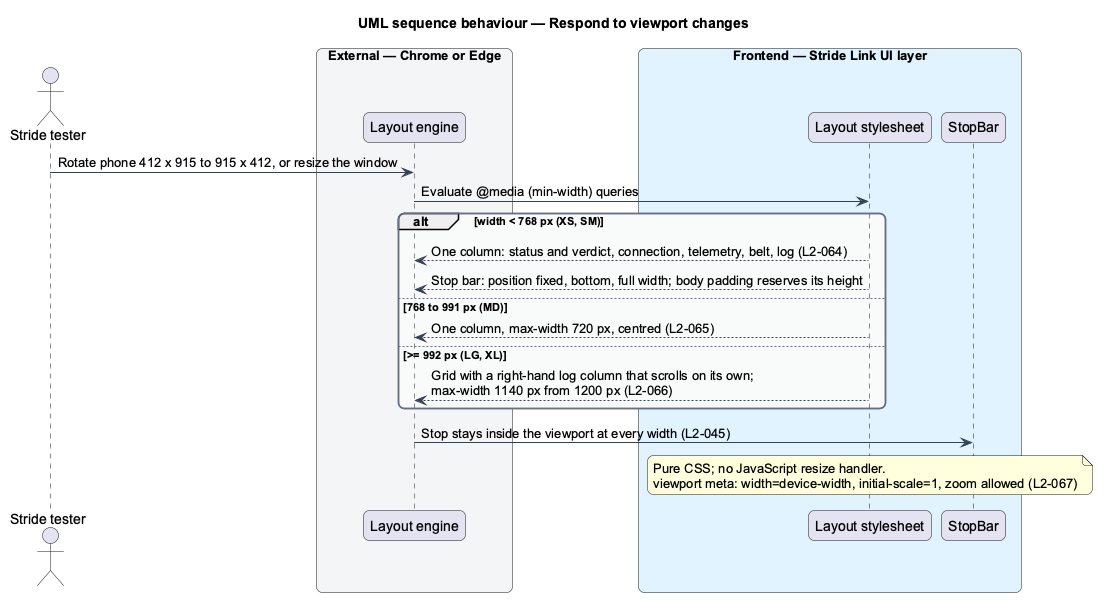 UML sequence behaviour — Respond to viewport changes
External — Chrome or Edge
Frontend — Stride Link UI layer
Stride tester
Layout engine
Layout stylesheet
StopBar
Rotate phone 412 x 915 to 915 x 412, or resize the window
Evaluate @media (min-width) queries
alt
[width < 768 px (XS, SM)]
One column: status and verdict, connection, telemetry, belt, log (L2-064)
Stop bar: position fixed, bottom, full width; body padding reserves its height
[768 to 991 px (MD)]
One column, max-width 720 px, centred (L2-065)
[>= 992 px (LG, XL)]
Grid with a right-hand log column that scrolls on its own;
max-width 1140 px from 1200 px (L2-066)
Stop stays inside the viewport at every width (L2-045)
Pure CSS; no JavaScript resize handler.
viewport meta: width=device-width, initial-scale=1, zoom allowed (L2-067)
Stride tester
Layout engine
Layout stylesheet
StopBar